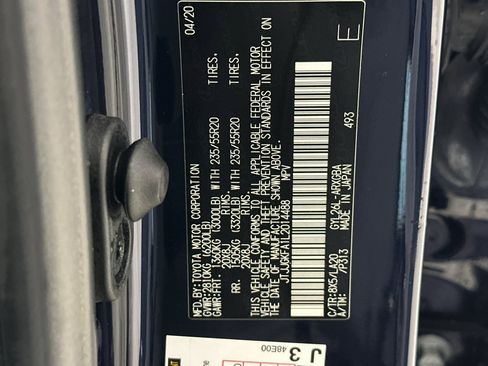 MFD.BY:TOYOTA MOTOR CORPORATION 04/20
GVWR:2810KG (6200LB)
GAWR:FRT. 1360KG (3000LB) WITH 235/55R20 TIRES,
20X8J RIMS,
RR. 1505KG (3320LB) WITH 235/55R20 TIRES,
20X8J RIMS,
THIS VEHICLE CONFORMS TO ALL APPLICABLE FEDERAL MOTOR
VEHICLE SAFETY AND THEFT PREVENTION STANDARDS IN EFFECT ON
THE DATE OF MANUFACTURE SHOWN ABOVE.
JTJJGKFA1L2014488 MPV
E
C/TR:8X5/LA20 GYL26L-ARXGBA
A/TM: /P313 MADE IN JAPAN 493
J 3
48E00